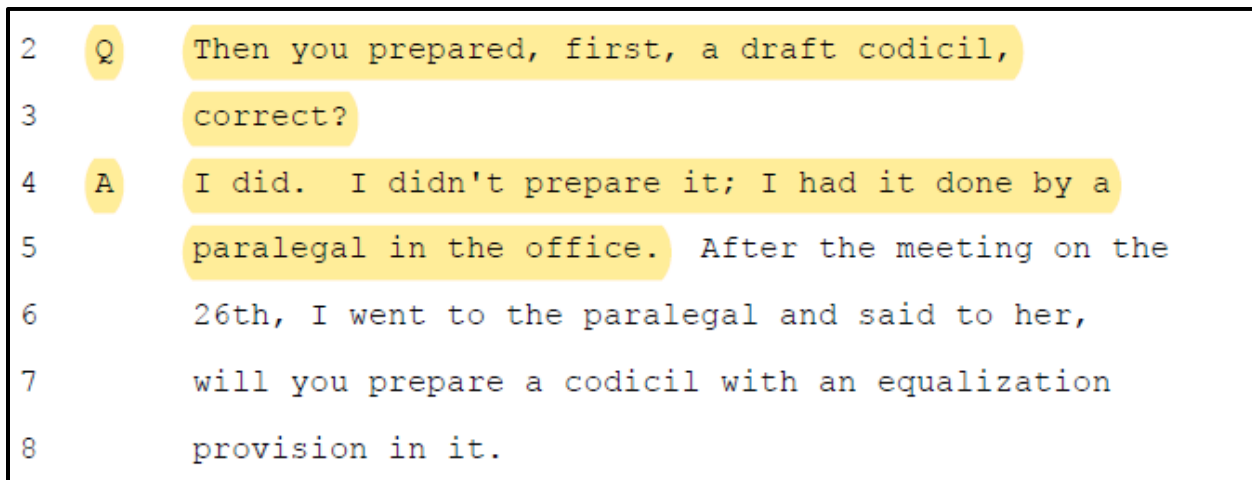 2 Q Then you prepared, first, a draft codicil,
3 correct?
4 A I did. I didn't prepare it; I had it done by a
5 paralegal in the office. After the meeting on the
6 26th, I went to the paralegal and said to her,
7 will you prepare a codicil with an equalization
8 provision in it.